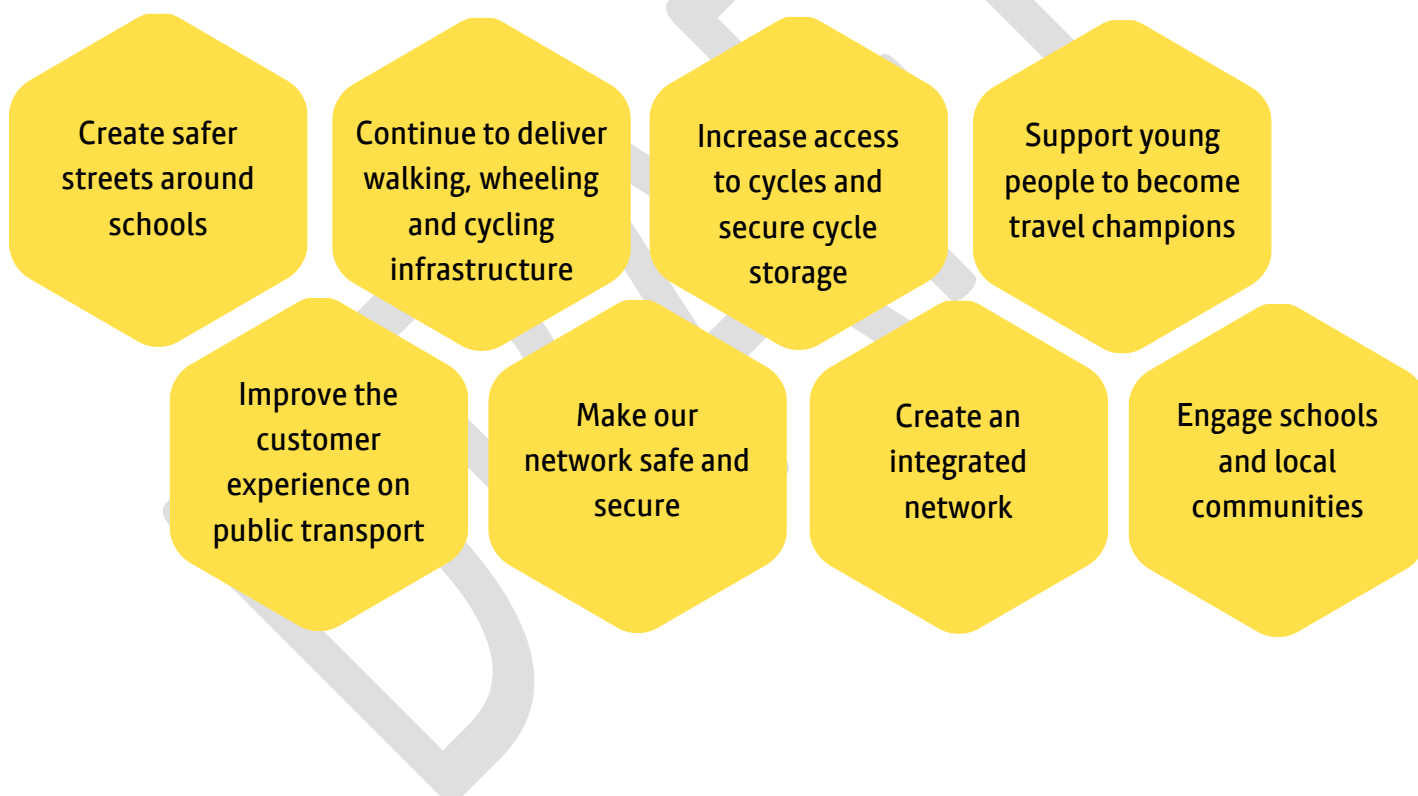 Create safer
streets around
schools
Continue to deliver
walking, wheeling
and cycling
infrastructure
Increase access
to cycles and
secure cycle
storage
Support young
people to become
travel champions
Improve the
customer
experience on
public transport
Make our
network safe and
secure
Create an
integrated
network
Engage schools
and local
communities